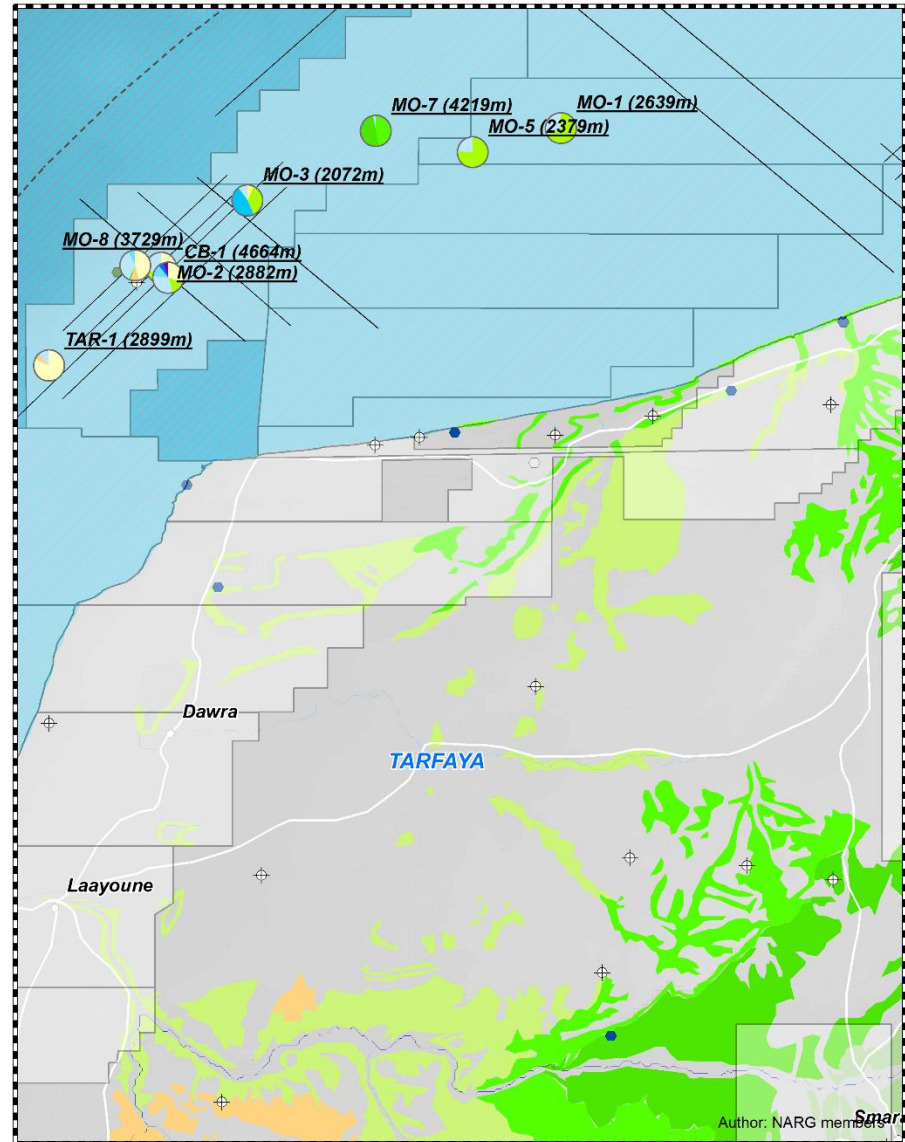 MO-7 (4219m)
MO-1 (2639m)
MO-5 (2379m)
MO-3 (2072m)
MO-8 (3729m)
CB-1 (4664m)
MO-2 (2882m)
TAR-1 (2899m)
Dawra
TARFAYA
Laayoune
Author: NARG members
Smara